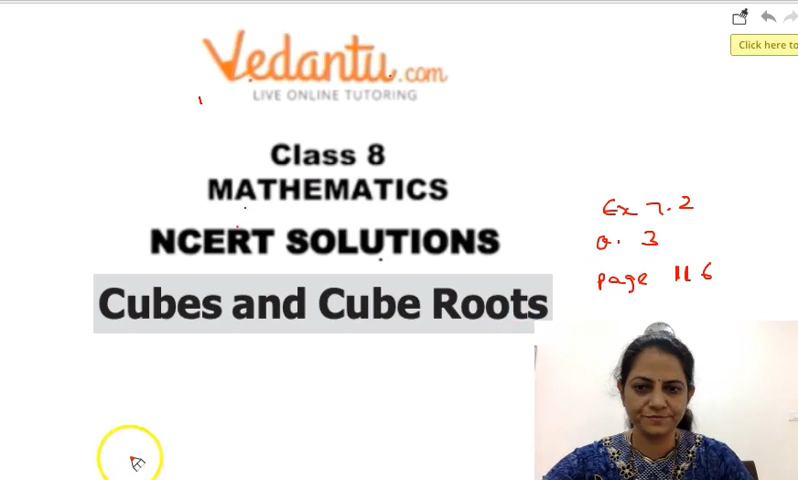 Vedantu.com
LIVE ONLINE TUTORING
Class 8
MATHEMATICS
NCERT SOLUTIONS
Cubes and Cube Roots
Ex 7.2
Q. 3
page 116
Click here to